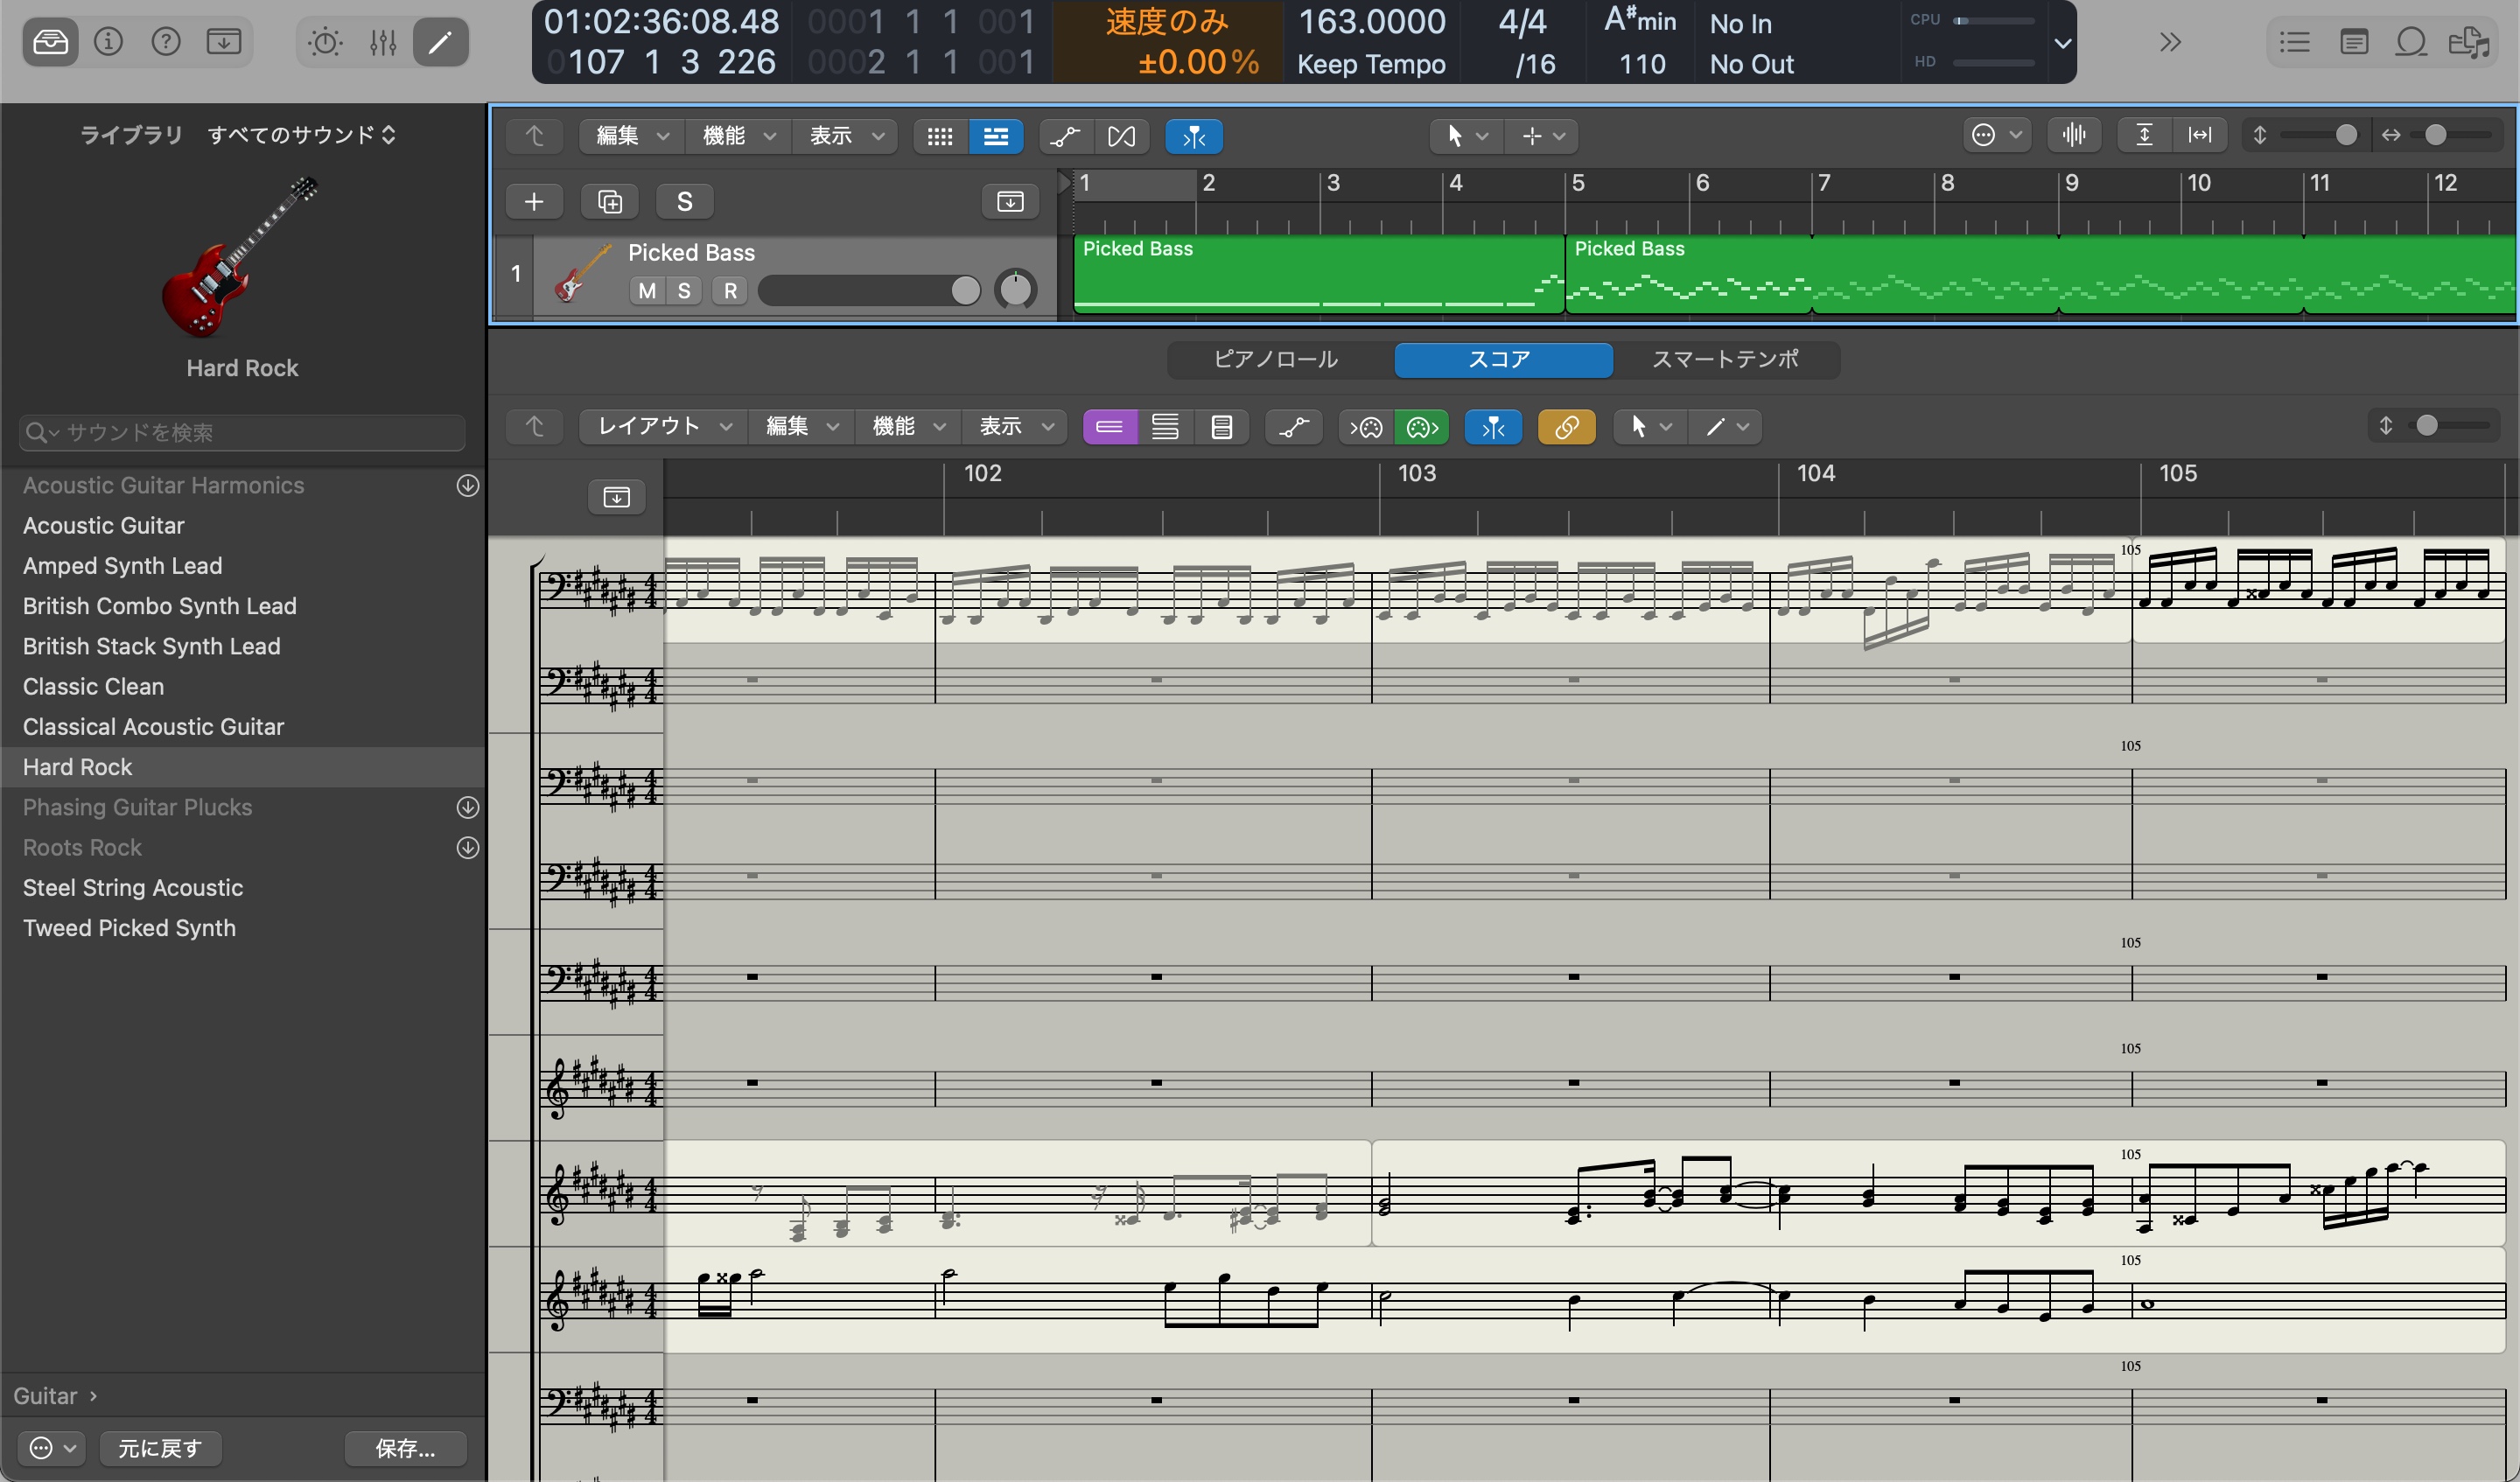 01:02:36:08.48
0107 1 3 226
0001 1 1 001
0002 1 1 001
速度のみ
±0.00%
163.0000
Keep Tempo
4/4
/16
A#min
110
No In
No Out
CPU
HD
ライブラリ すべてのサウンド
Hard Rock
サウンドを検索
Acoustic Guitar Harmonics
Acoustic Guitar
Amped Synth Lead
British Combo Synth Lead
British Stack Synth Lead
Classic Clean
Classical Acoustic Guitar
Hard Rock
Phasing Guitar Plucks
Roots Rock
Steel String Acoustic
Tweed Picked Synth
Guitar ›
元に戻す 保存...
編集 機能 表示
S
1 2 3 4 5 6 7 8 9 10 11 12
1
Picked Bass
M S R
Picked Bass Picked Bass
ピアノロール スコア スマートテンポ
レイアウト 編集 機能 表示
102 103 104 105
105
105
105
105
105
105
105